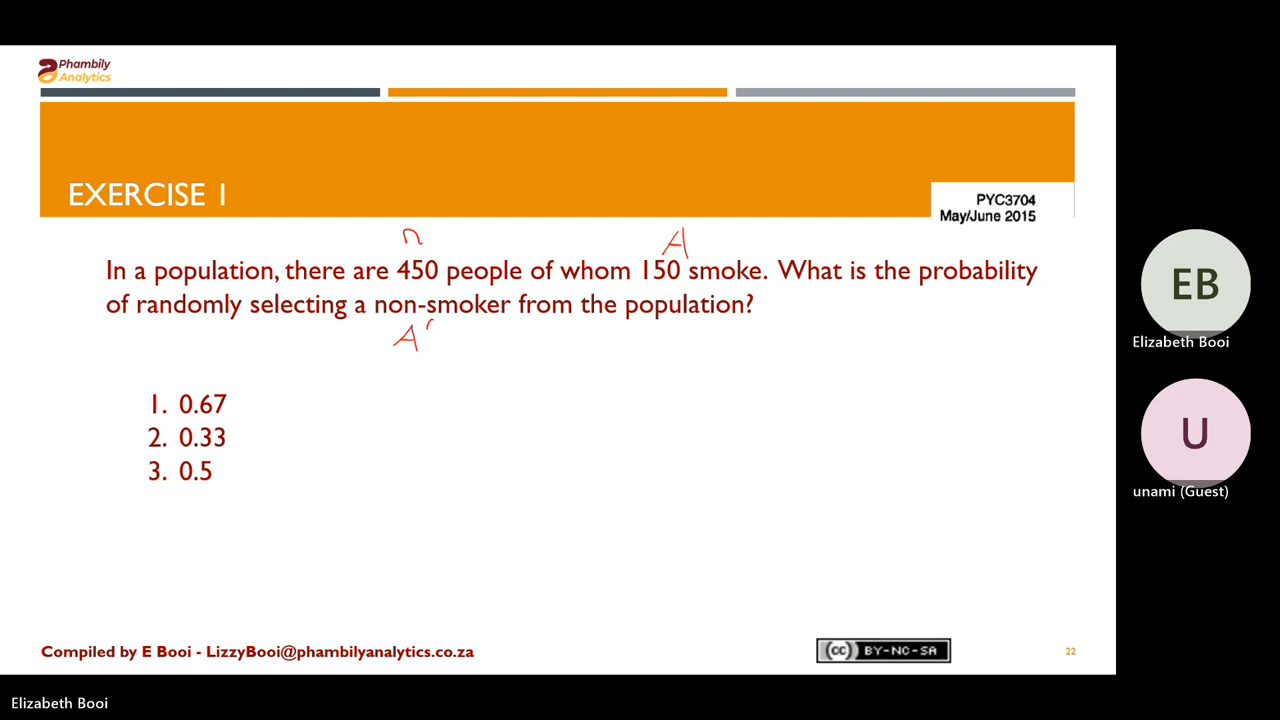 Phambily
Analytics
EXERCISE 1
PYC3704
May/June 2015
n
A
In a population, there are 450 people of whom 150 smoke. What is the probability
of randomly selecting a non-smoker from the population?
A'
1. 0.67
2. 0.33
3. 0.5
EB
Elizabeth Booi
U
unami (Guest)
Compiled by E Booi - LizzyBooi@phambilyanalytics.co.za
cc BY-NC-SA
22
Elizabeth Booi